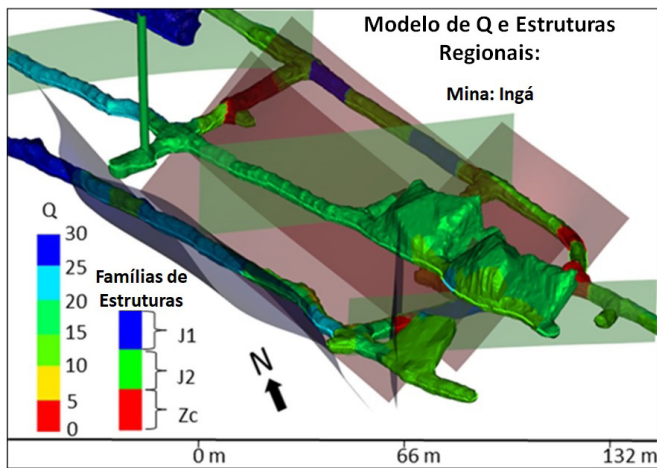 Modelo de Q e Estruturas
Regionais:
Mina: Ingá
Q
30
25
20
15
10
5
0
Famílias de
Estruturas
J1
J2
Zc
N
0 m
66 m
132 m